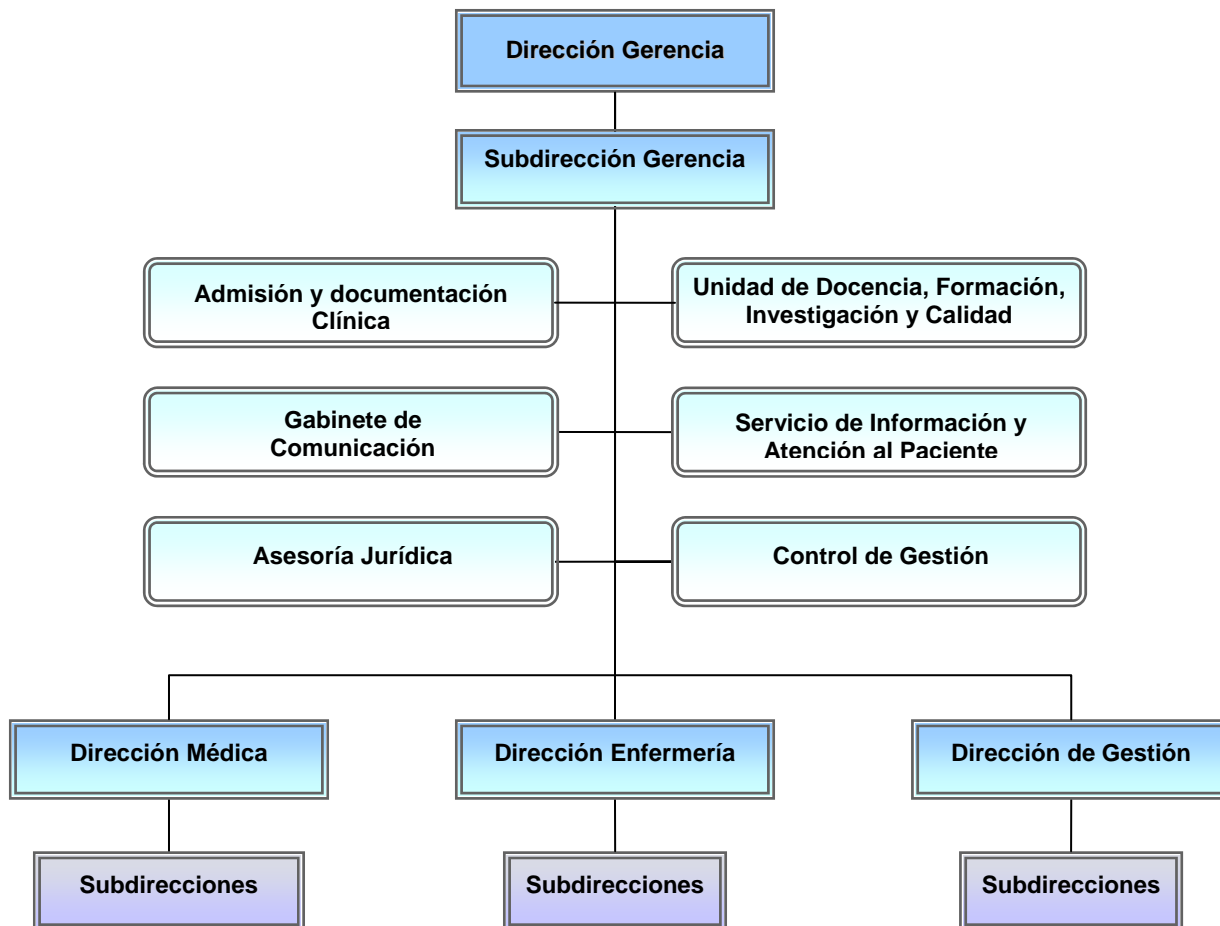 Dirección Gerencia
Subdirección Gerencia
Admisión y documentación
Clínica
Unidad de Docencia, Formación,
Investigación y Calidad
Gabinete de
Comunicación
Servicio de Información y
Atención al Paciente
Asesoría Jurídica
Control de Gestión
Dirección Médica
Dirección Enfermería
Dirección de Gestión
Subdirecciones
Subdirecciones
Subdirecciones